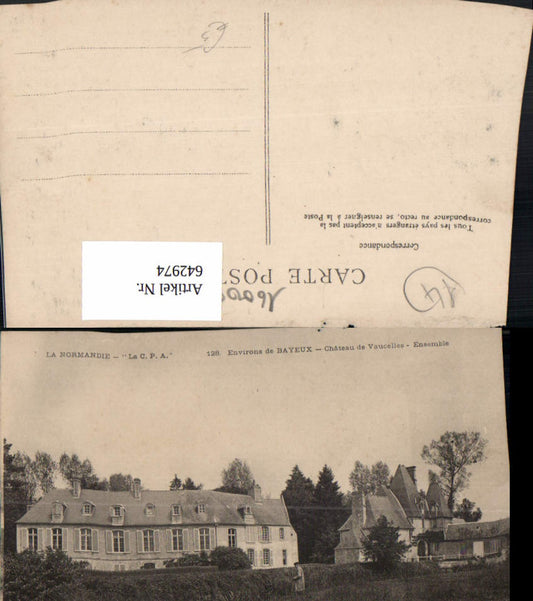 Artikel Nr.
642974
CARTE POST
Correspondance
Tous les pays étrangers n'acceptent pas la
correspondance au recto, se renseigner à la Poste
14
LA NORMANDIE – "La C. P. A."
128. Environs de BAYEUX – Château de Vaucelles - Ensemble